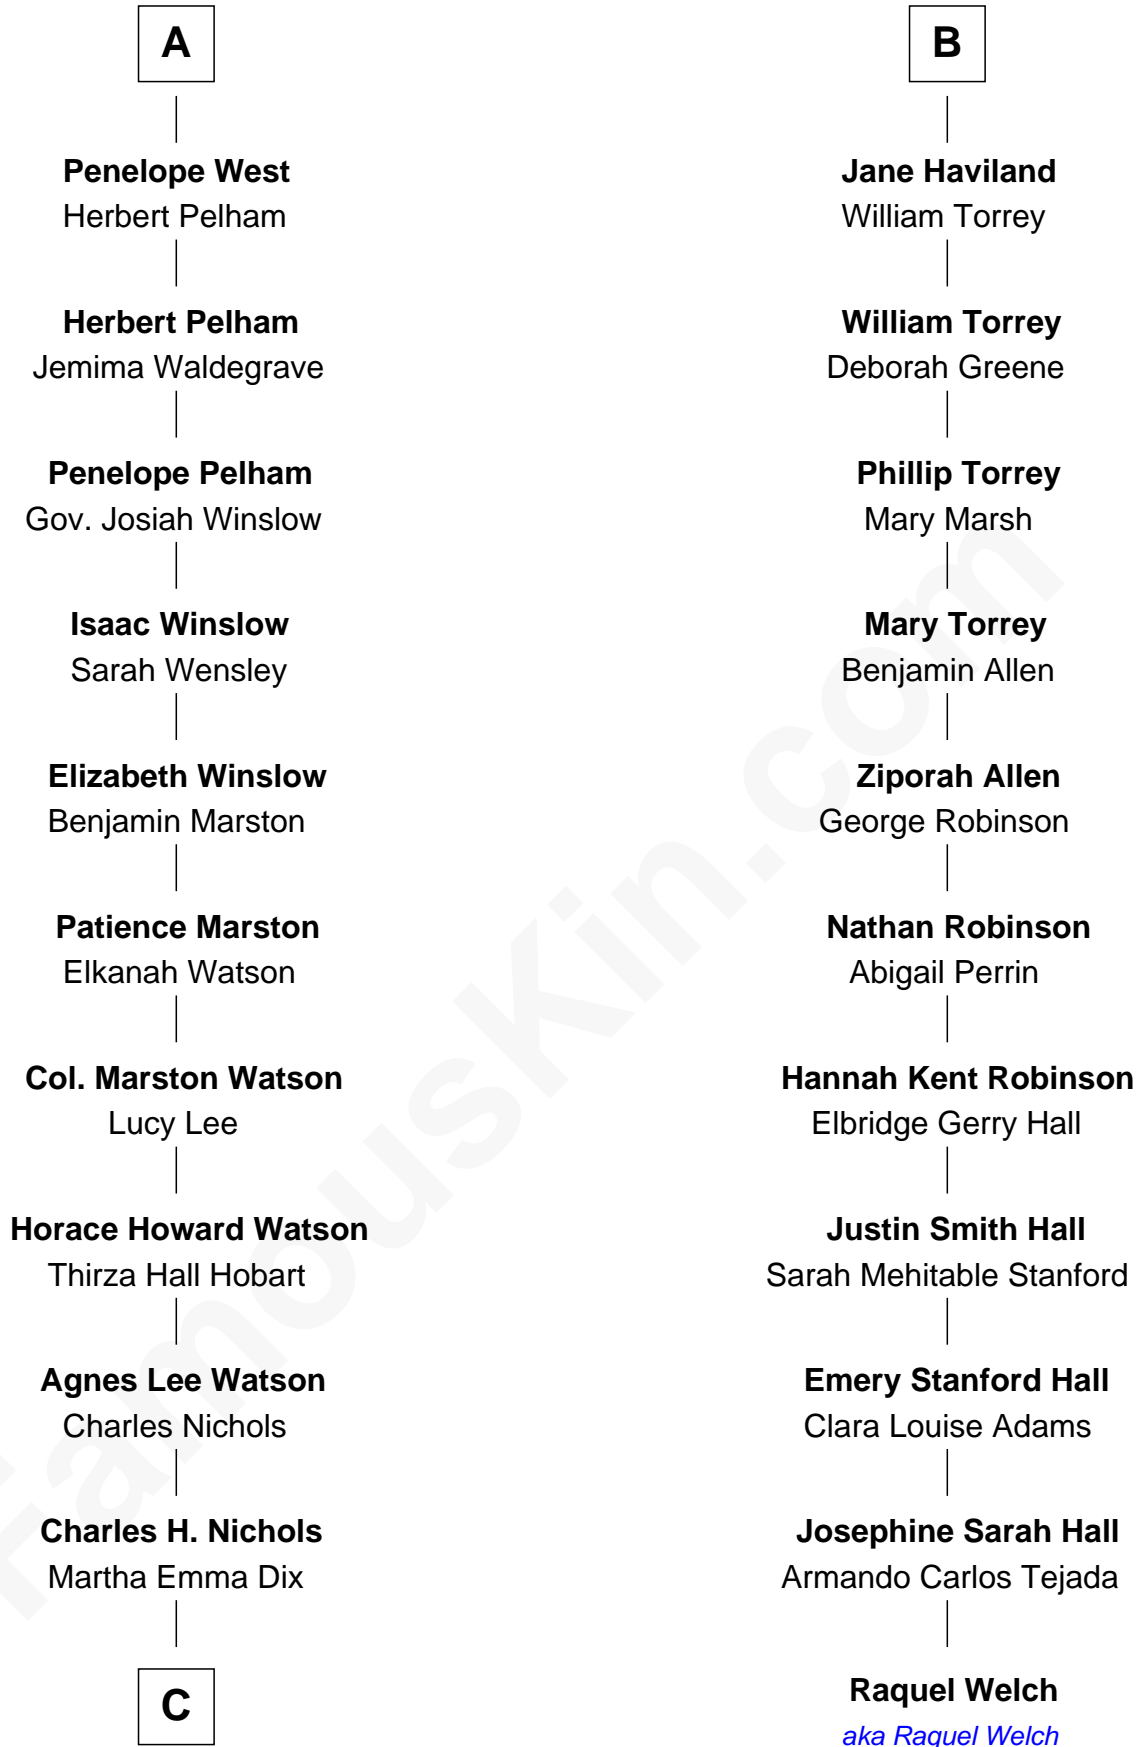 A
Penelope West
Herbert Pelham
Herbert Pelham
Jemima Waldegrave
Penelope Pelham
Gov. Josiah Winslow
Isaac Winslow
Sarah Wensley
Elizabeth Winslow
Benjamin Marston
Patience Marston
Elkanah Watson
Col. Marston Watson
Lucy Lee
Horace Howard Watson
Thirza Hall Hobart
Agnes Lee Watson
Charles Nichols
Charles H. Nichols
Martha Emma Dix
C
B
Jane Haviland
William Torrey
William Torrey
Deborah Greene
Phillip Torrey
Mary Marsh
Mary Torrey
Benjamin Allen
Ziporah Allen
George Robinson
Nathan Robinson
Abigail Perrin
Hannah Kent Robinson
Elbridge Gerry Hall
Justin Smith Hall
Sarah Mehitable Stanford
Emery Stanford Hall
Clara Louise Adams
Josephine Sarah Hall
Armando Carlos Tejada
Raquel Welch
aka Raquel Welch
FamousKin.com